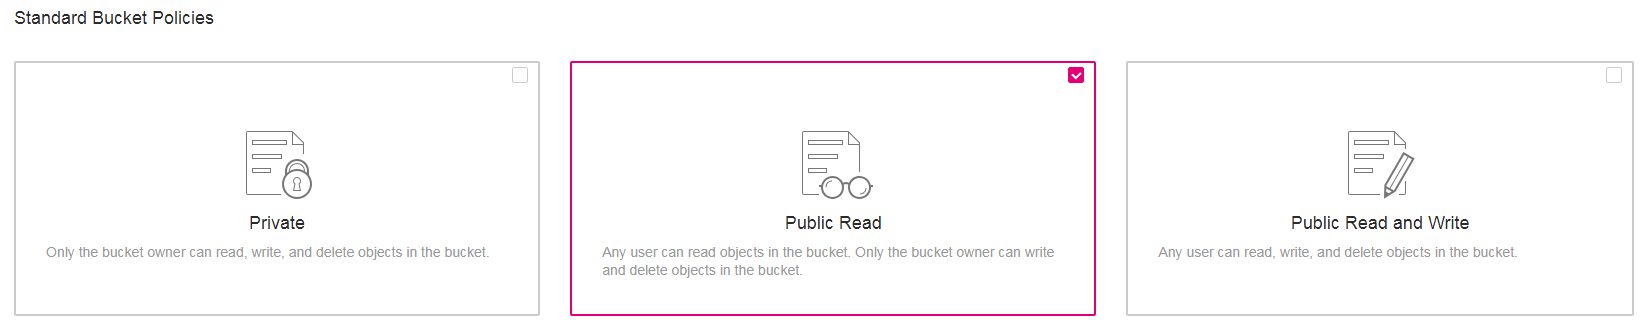 Standard Bucket Policies
Private
Only the bucket owner can read, write, and delete objects in the bucket.
Public Read
Any user can read objects in the bucket. Only the bucket owner can write
and delete objects in the bucket.
Public Read and Write
Any user can read, write, and delete objects in the bucket.